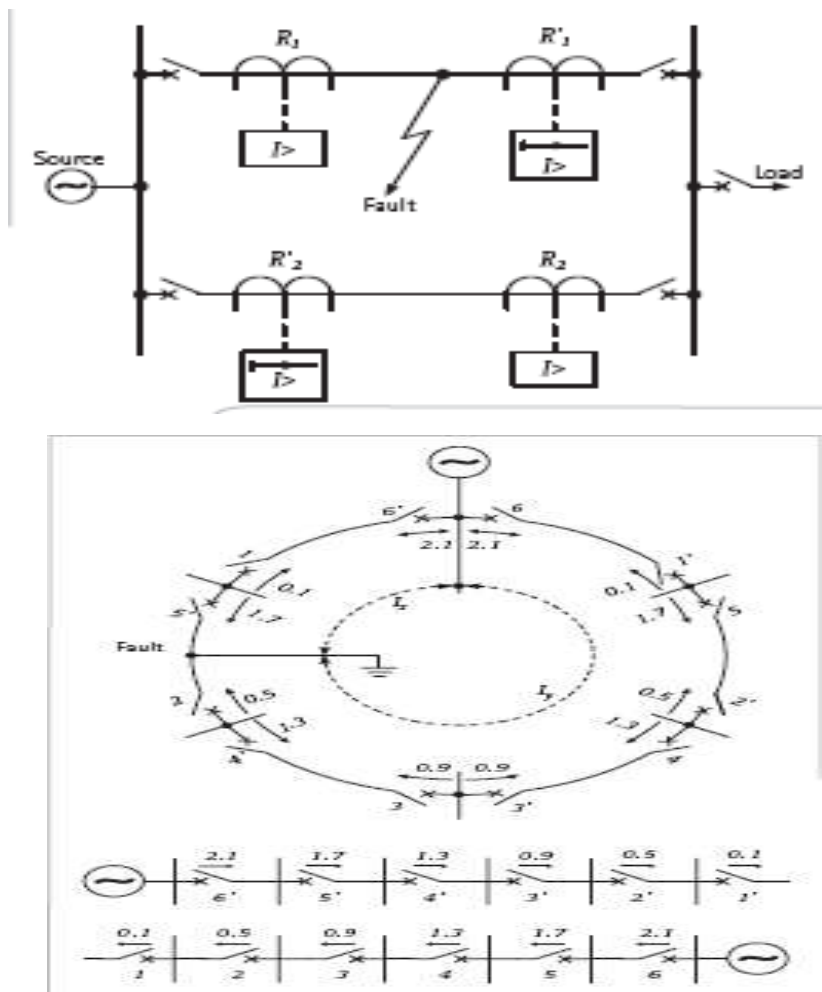 R₁ R'₁
I> I>
Source
Load
Fault
R'₂ R₂
I> I>
6' 6
2.1 2.1
1 1'
0.1 0.1
5' 1.7 1.7 5
Fault
Iₓ
I_y
3 0.5 0.5 2'
1.3 1.3
4' 4
0.9 0.9
3 3'
2.1 1.7 1.3 0.9 0.5 0.1
6' 5' 4' 3' 2' 1'
0.1 0.5 0.9 1.3 1.7 2.1
1 2 3 4 5 6